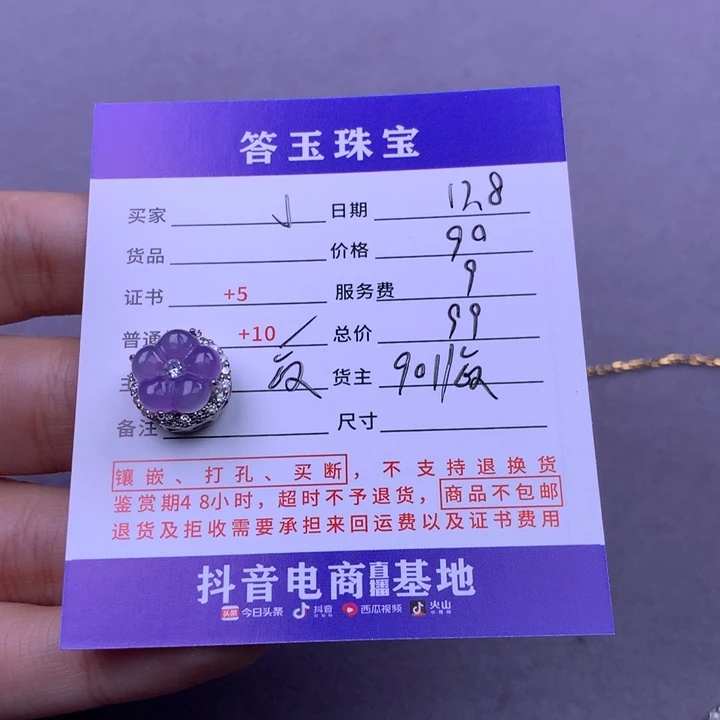 答玉珠宝
买家 日期 12.8
货品 价格 90
证书 +5 服务费 9
普通 +10 总价 99
货主 901
备注 尺寸
镶嵌、打孔、买断，不支持退换货
鉴赏期48小时，超时不予退货，商品不包邮
退货及拒收需要承担来回运费以及证书费用
抖音电商直播基地
头条 今日头条 抖音 西瓜视频 火山